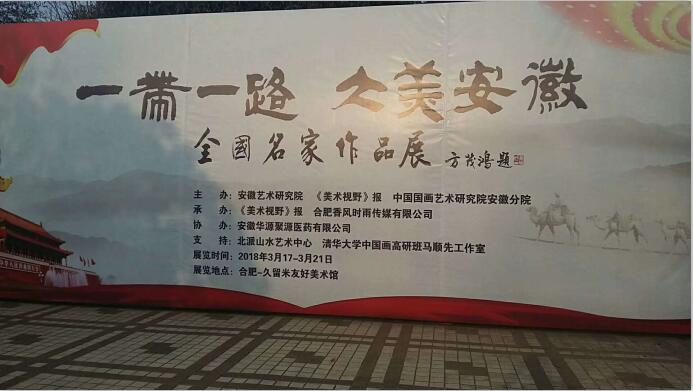 一帶一路 大美安徽
全國名家作品展 方茂鴻題
主 办：安徽艺术研究院 《美术视野》报 中国国画艺术研究院安徽分院
承 办：《美术视野》报 合肥香风时雨传媒有限公司
协 办：安徽华源聚源医药有限公司
支 持：北派山水艺术中心 清华大学中国画高研班马顺先工作室
展览时间：2018年3月17-3月21日
展览地点：合肥-久留米友好美术馆